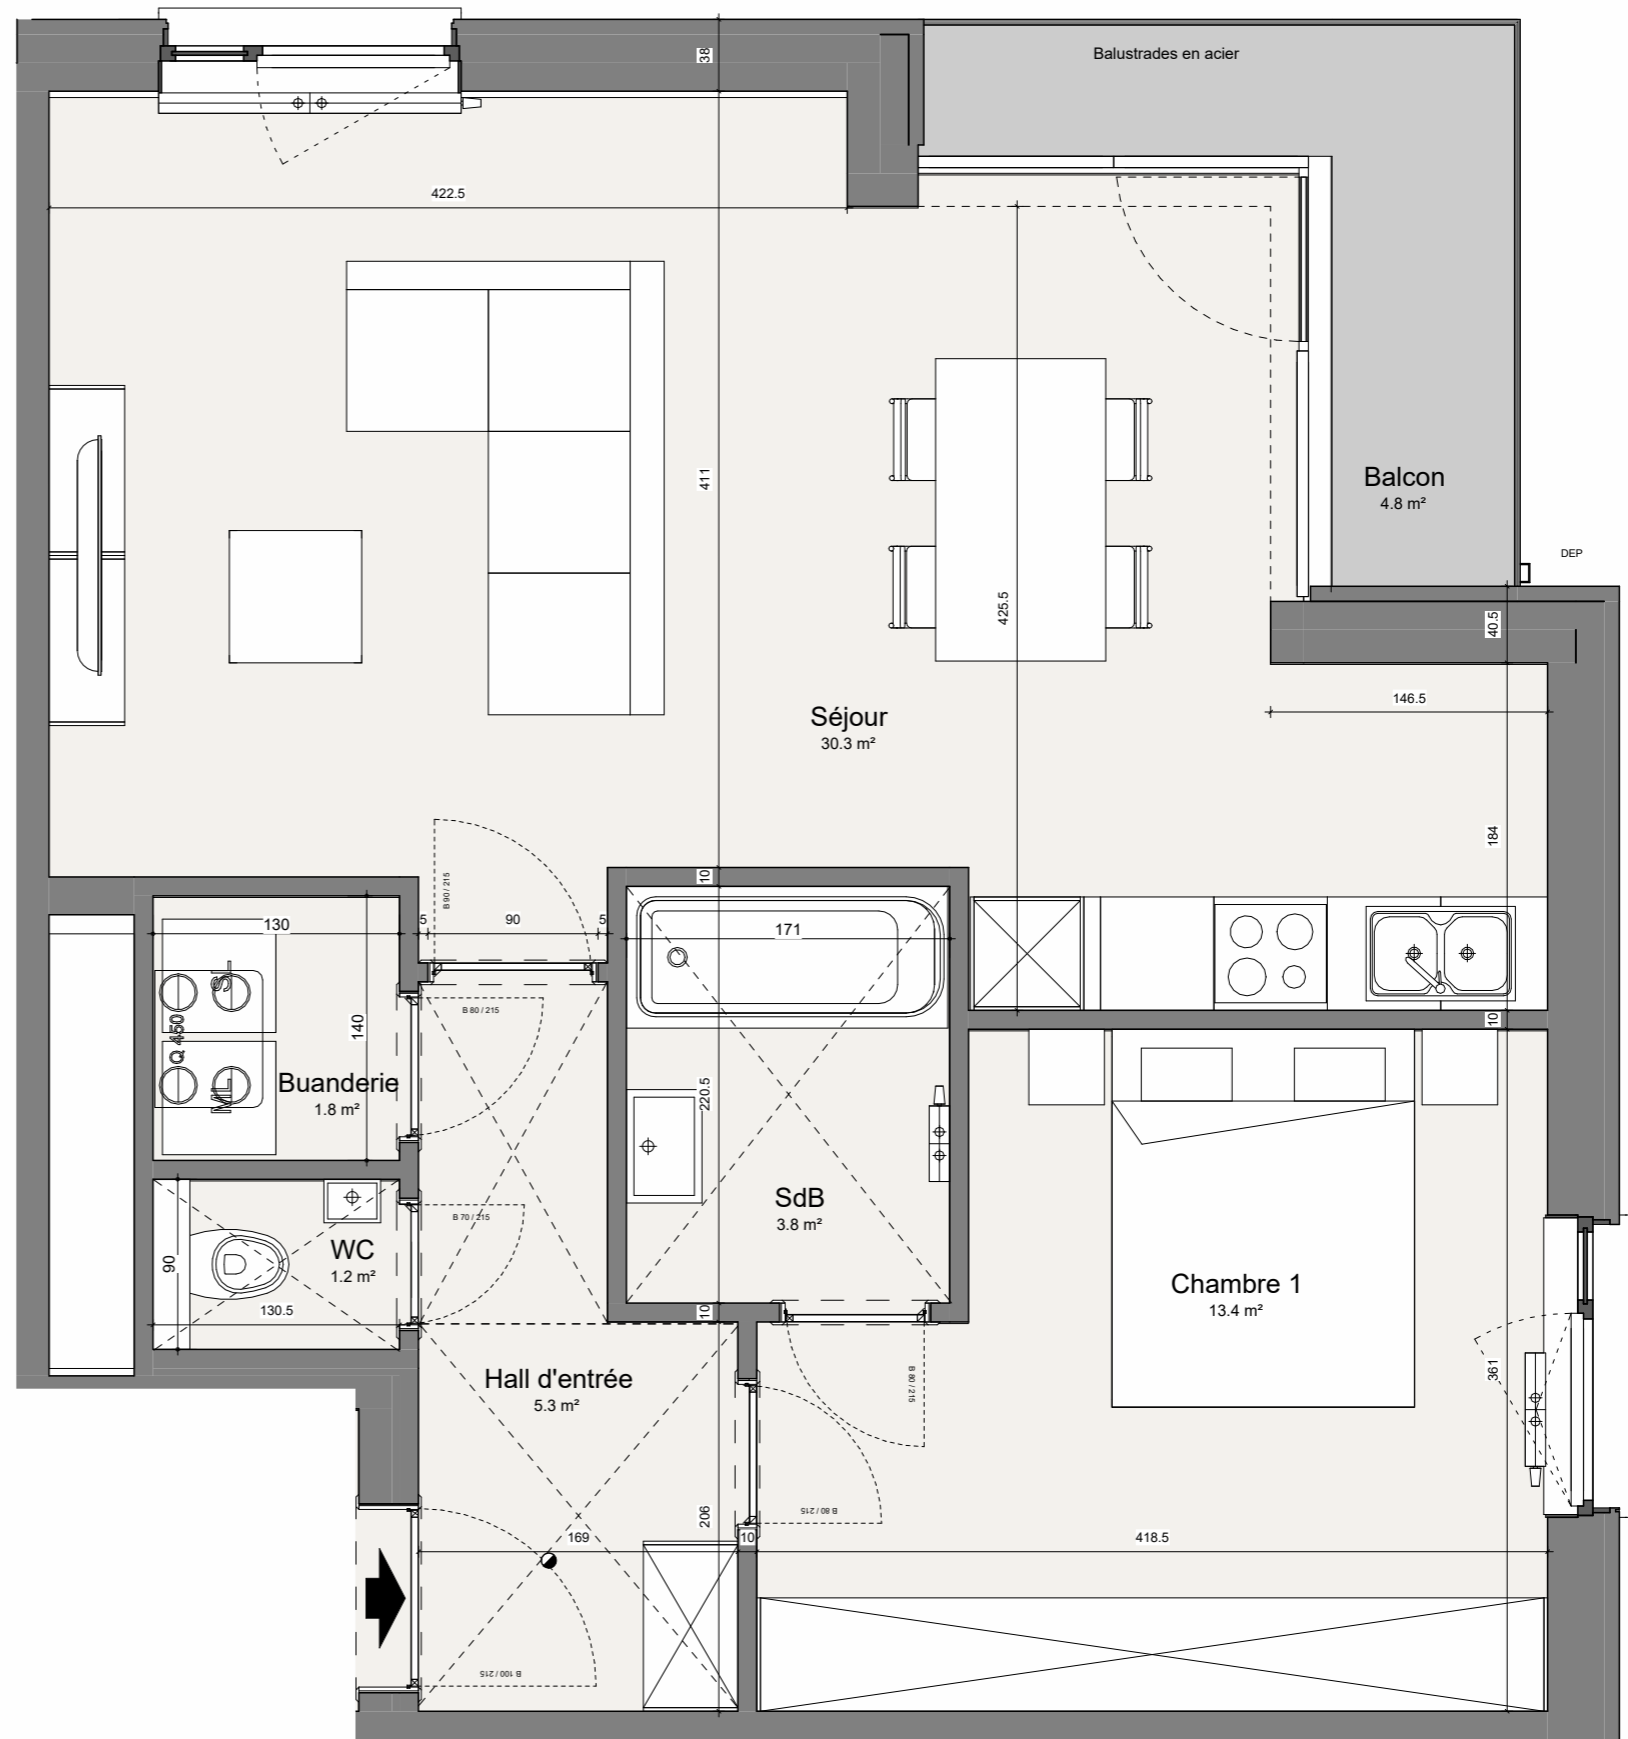 38
Balustrades en acier
422.5
411
Balcon
4.8 m²
DEP
425.5
40.5
146.5
Séjour
30.3 m²
184
B 90 / 215
10
5
90
5
130
171
SL
B 80 / 215
140
Q 450
10
Buanderie
1.8 m²
ML
220.5
SdB
3.8 m²
B 70 / 215
WC
1.2 m²
90
130.5
10
Chambre 1
13.4 m²
Hall d'entrée
5.3 m²
B 80 / 215
361
206
B 80 / 215
169
10
418.5
B 100 / 215